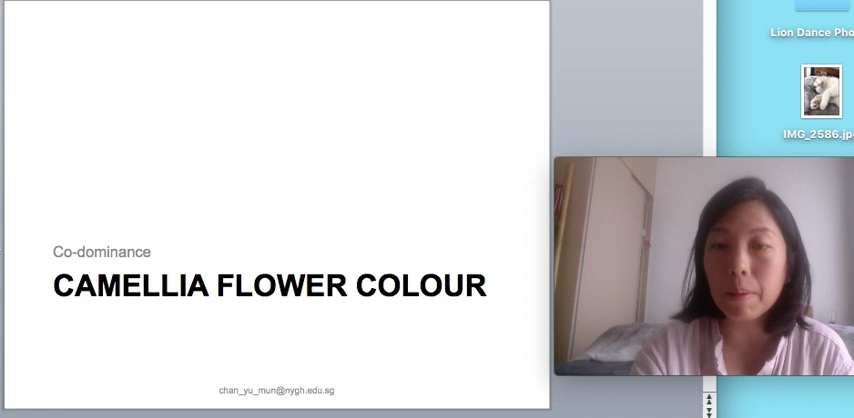 Lion Dance Pho
IMG_2586.jp
Co-dominance
CAMELLIA FLOWER COLOUR
chan_yu_mun@nygh.edu.sg